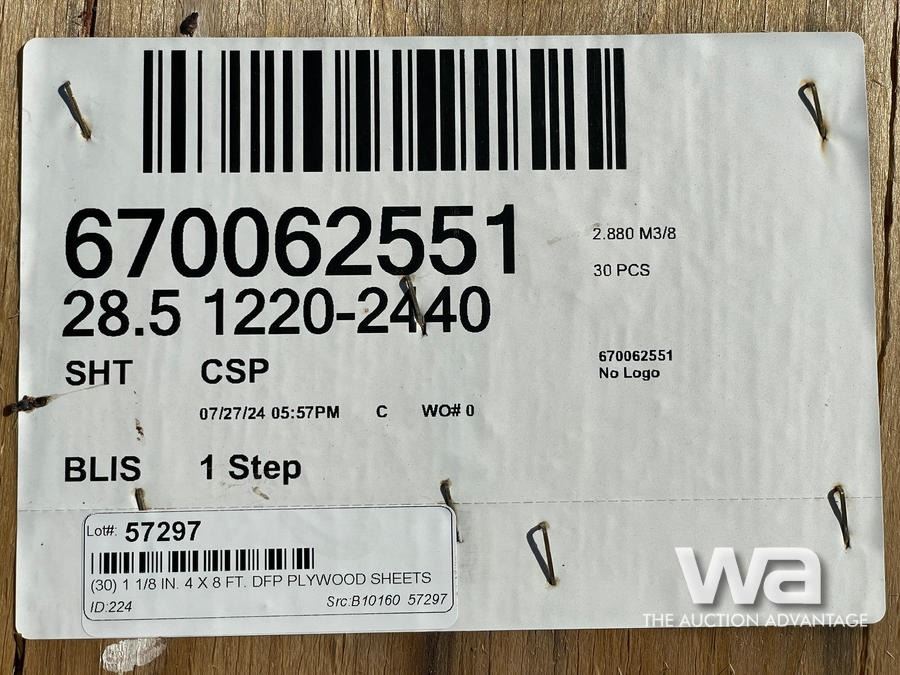 670062551
28.5 1220-2440
2.880 M3/8
30 PCS
SHT CSP
670062551
No Logo
07/27/24 05:57PM C WO# 0
BLIS 1 Step
Lot#: 57297
(30) 1 1/8 IN. 4 X 8 FT. DFP PLYWOOD SHEETS
ID:224 Src:B10160 57297
wa
THE AUCTION ADVANTAGE